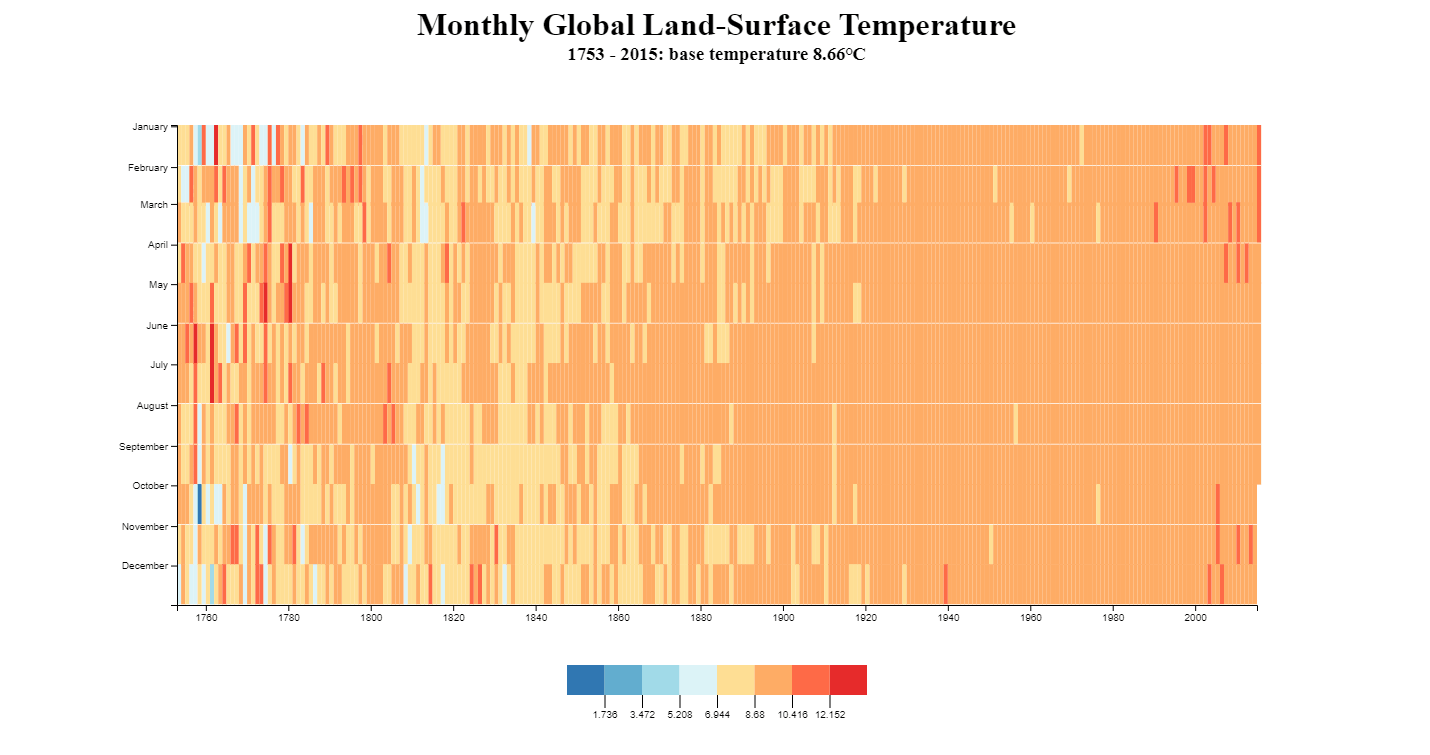 Monthly Global Land-Surface Temperature
1753 - 2015: base temperature 8.66°C
January
February
March
April
May
June
July
August
September
October
November
December
1760 1780 1800 1820 1840 1860 1880 1900 1920 1940 1960 1980 2000
1.736 3.472 5.208 6.944 8.68 10.416 12.152